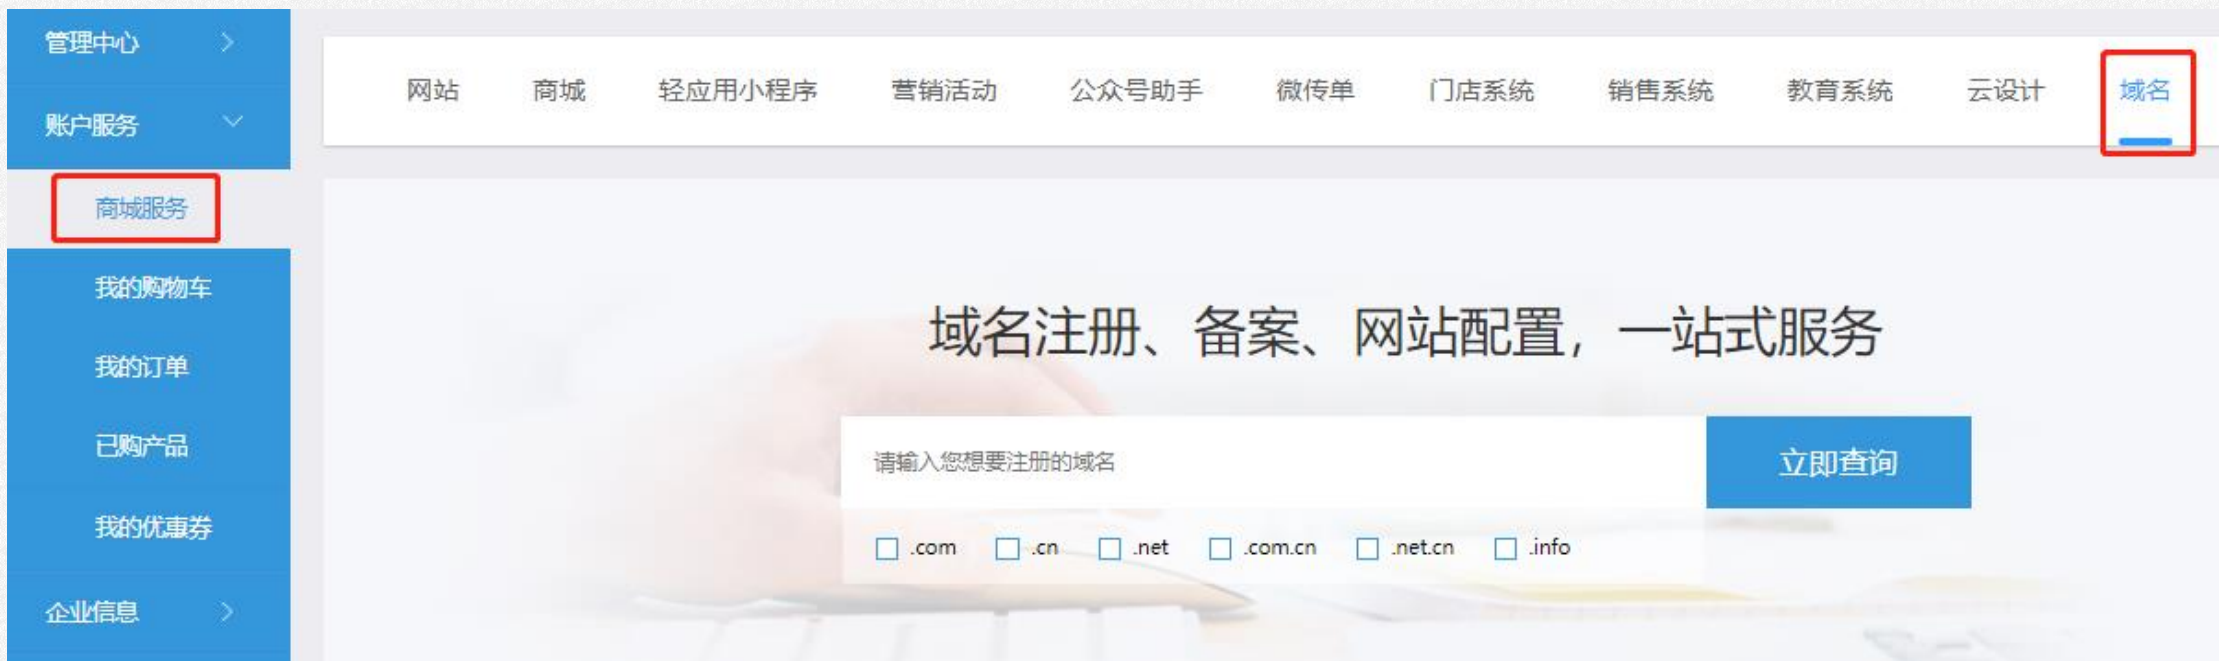 管理中心
账户服务
商城服务
我的购物车
我的订单
已购产品
我的优惠券
企业信息
网站 商城 轻应用小程序 营销活动 公众号助手 微传单 门店系统 销售系统 教育系统 云设计 域名
域名注册、备案、网站配置，一站式服务
请输入您想要注册的域名 立即查询
.com .cn .net .com.cn .net.cn .info